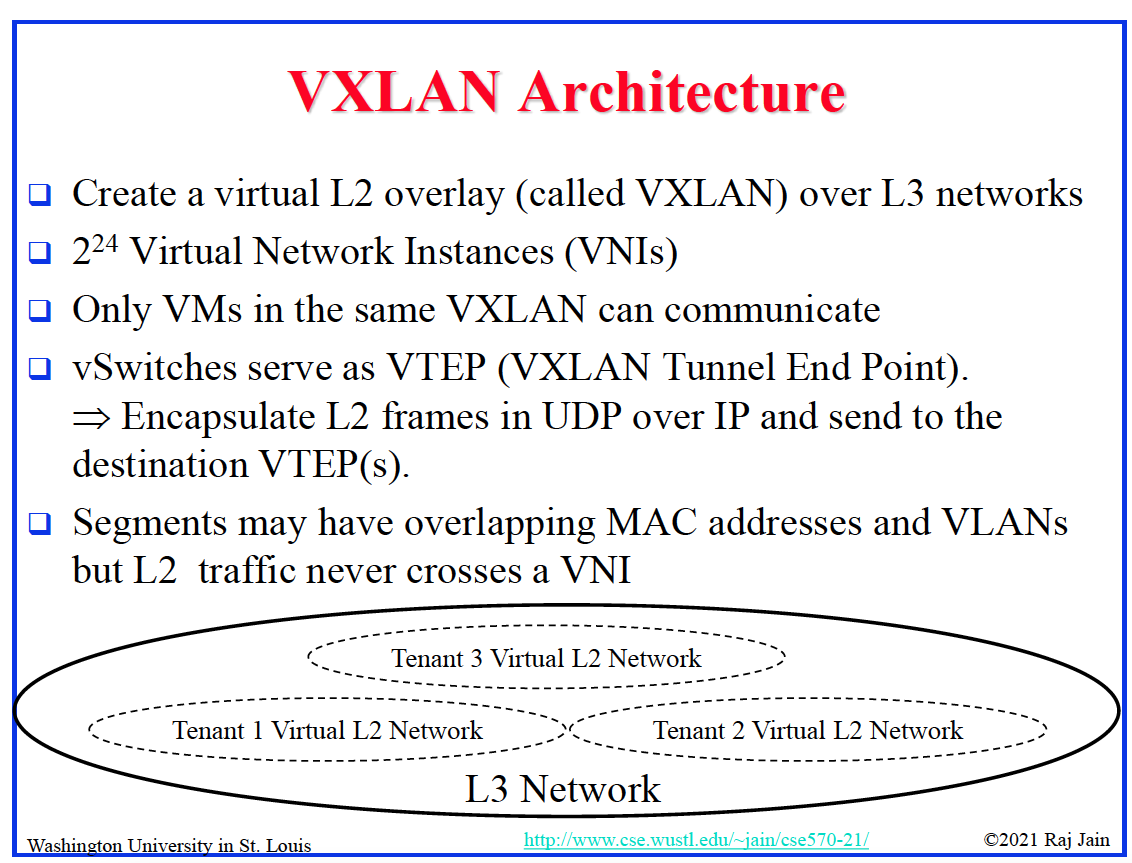 VXLAN Architecture
❑ Create a virtual L2 overlay (called VXLAN) over L3 networks
❑ 2²⁴ Virtual Network Instances (VNIs)
❑ Only VMs in the same VXLAN can communicate
❑ vSwitches serve as VTEP (VXLAN Tunnel End Point).
⇒ Encapsulate L2 frames in UDP over IP and send to the
destination VTEP(s).
❑ Segments may have overlapping MAC addresses and VLANs
but L2 traffic never crosses a VNI
Tenant 3 Virtual L2 Network
Tenant 1 Virtual L2 Network
Tenant 2 Virtual L2 Network
L3 Network
Washington University in St. Louis
http://www.cse.wustl.edu/~jain/cse570-21/
©2021 Raj Jain